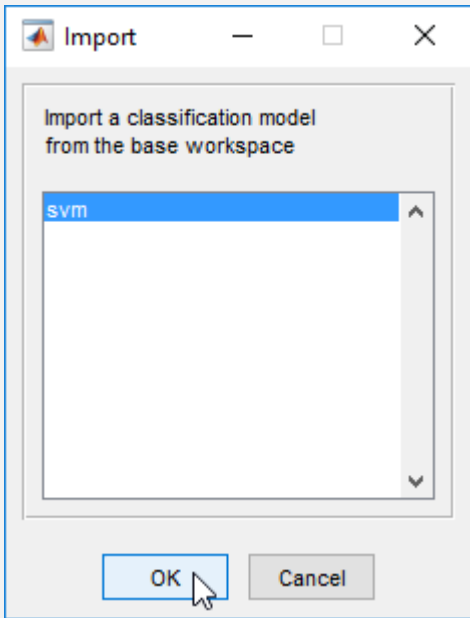 Import
Import a classification model
from the base workspace
svm
OK
Cancel